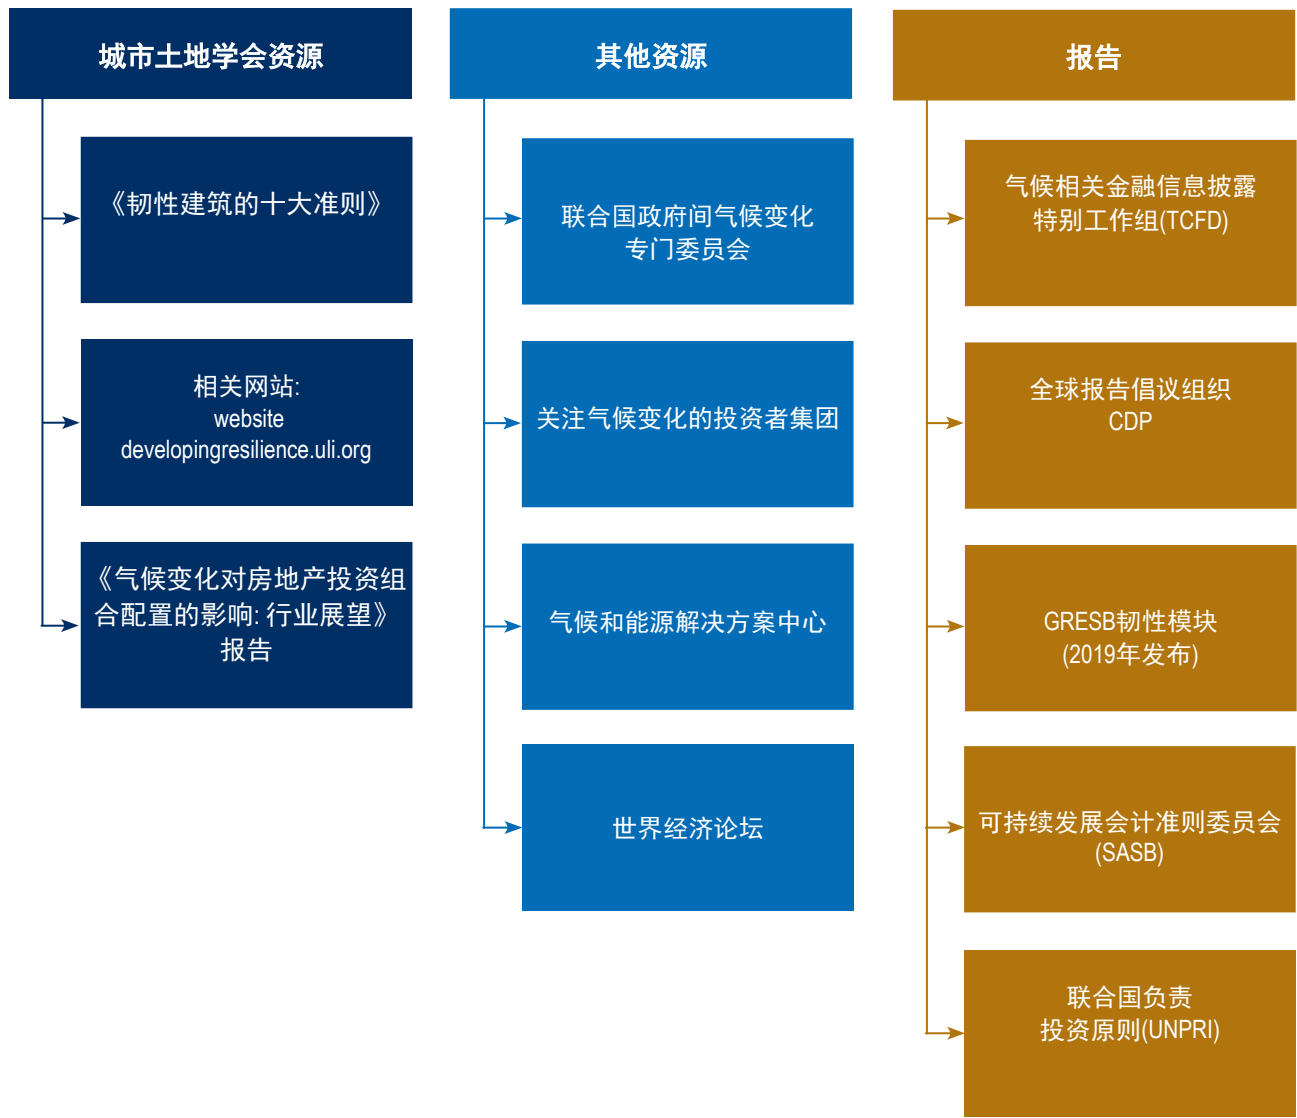 城市土地学会资源
《韧性建筑的十大准则》
相关网站:
website
developingresilience.uli.org
《气候变化对房地产投资组
合配置的影响: 行业展望》
报告
其他资源
联合国政府间气候变化
专门委员会
关注气候变化的投资者集团
气候和能源解决方案中心
世界经济论坛
报告
气候相关金融信息披露
特别工作组(TCFD)
全球报告倡议组织
CDP
GRESB韧性模块
(2019年发布)
可持续发展会计准则委员会
(SASB)
联合国负责
投资原则(UNPRI)